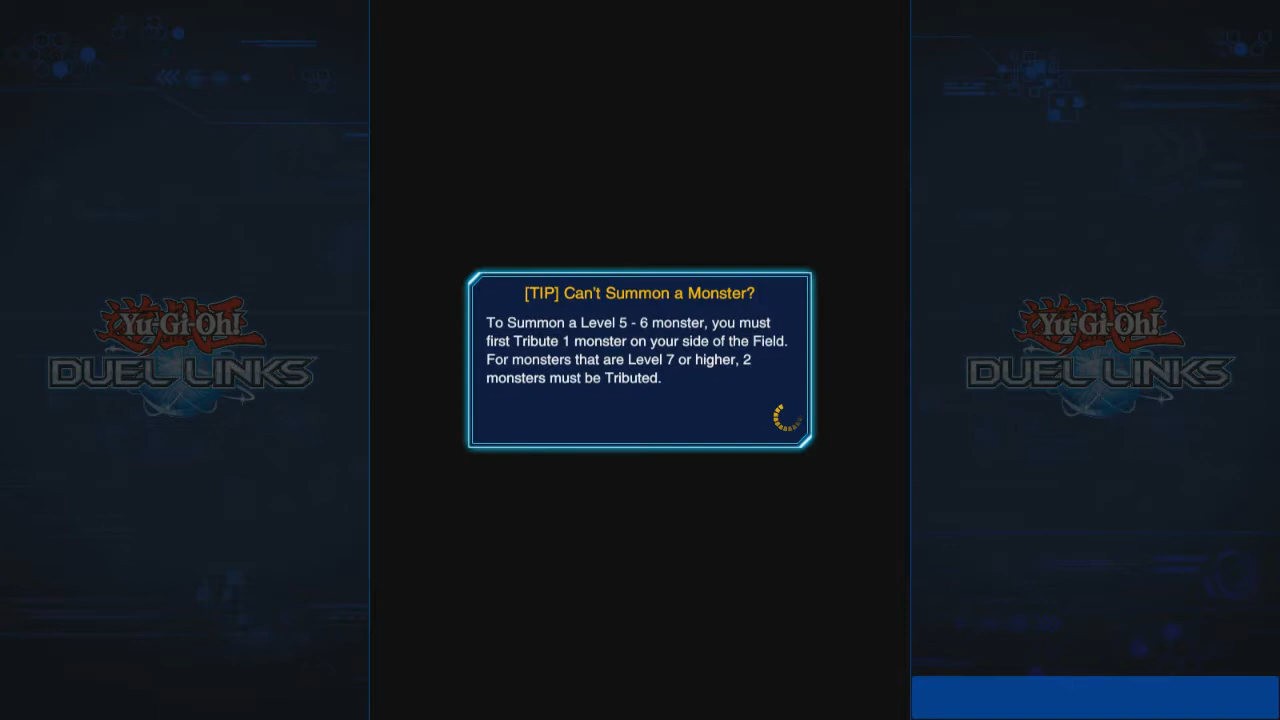 [TIP] Can't Summon a Monster?
To Summon a Level 5 - 6 monster, you must
first Tribute 1 monster on your side of the Field.
For monsters that are Level 7 or higher, 2
monsters must be Tributed.
Yu-Gi-Oh!
DUEL LINKS
Yu-Gi-Oh!
DUEL LINKS